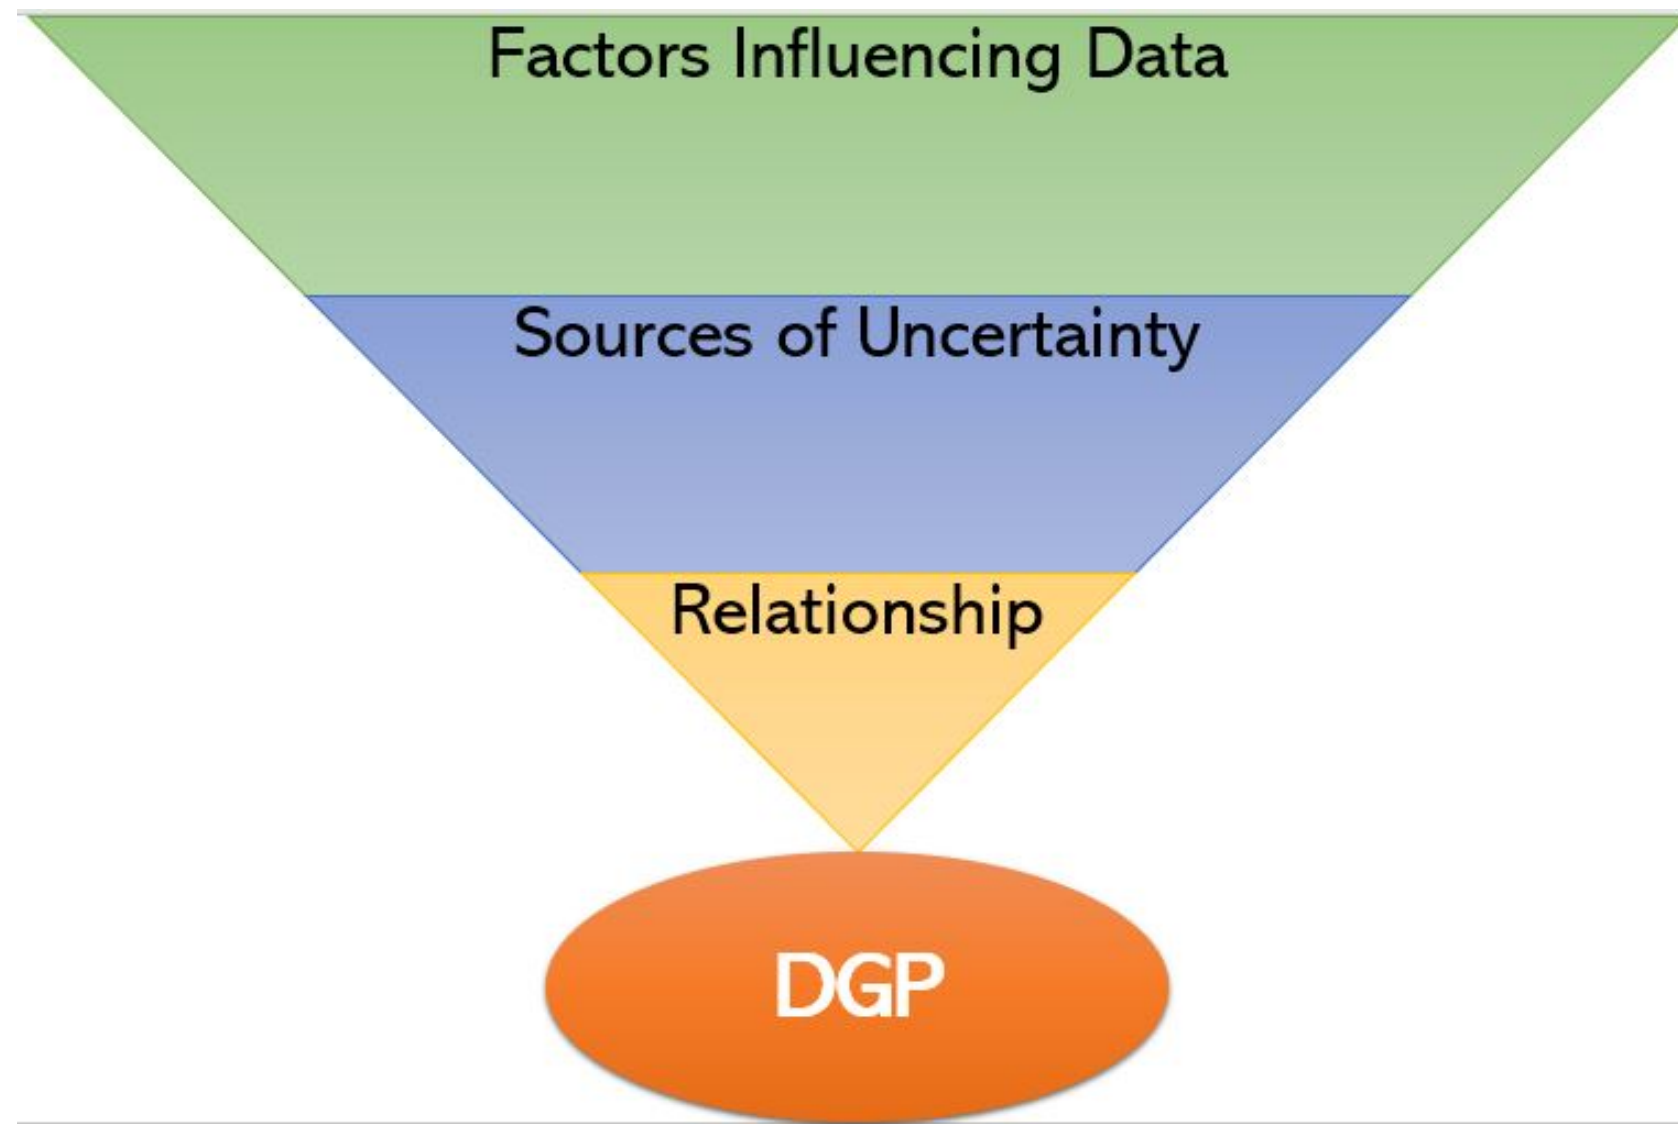 Factors Influencing Data
Sources of Uncertainty
Relationship
DGP